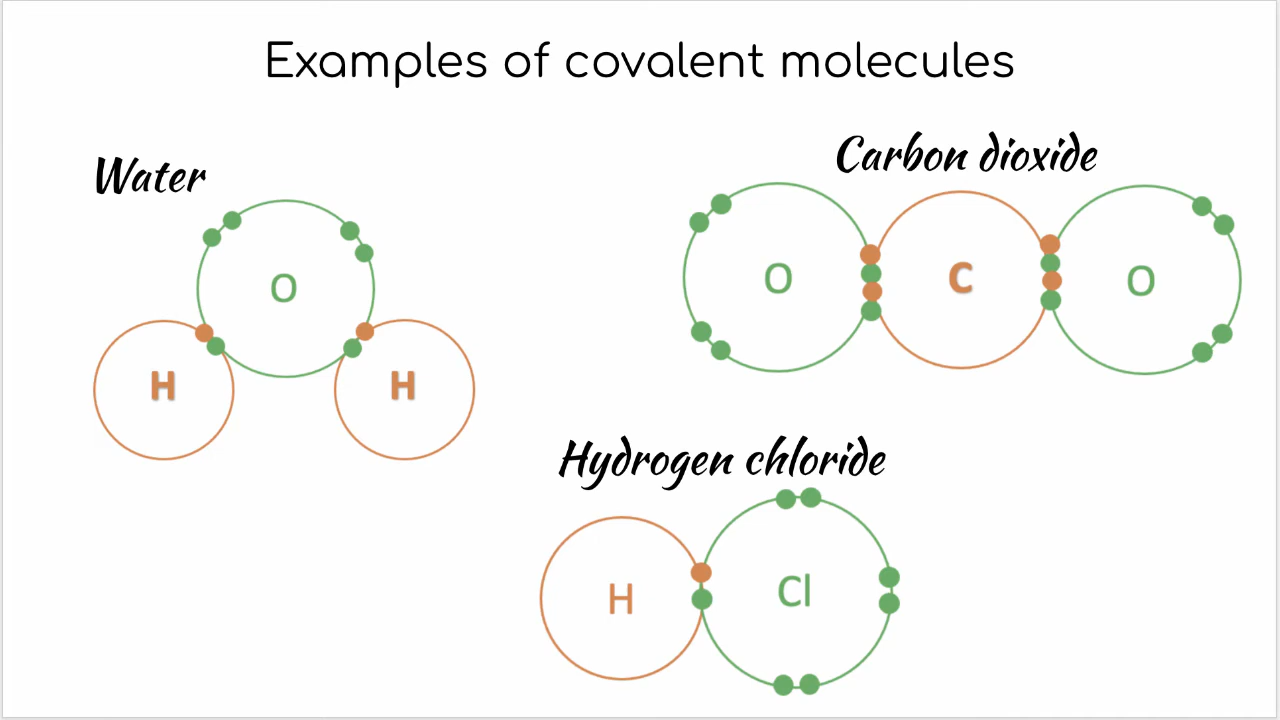 Examples of covalent molecules
Water
Carbon dioxide
O
H
H
O
C
O
Hydrogen chloride
H
Cl